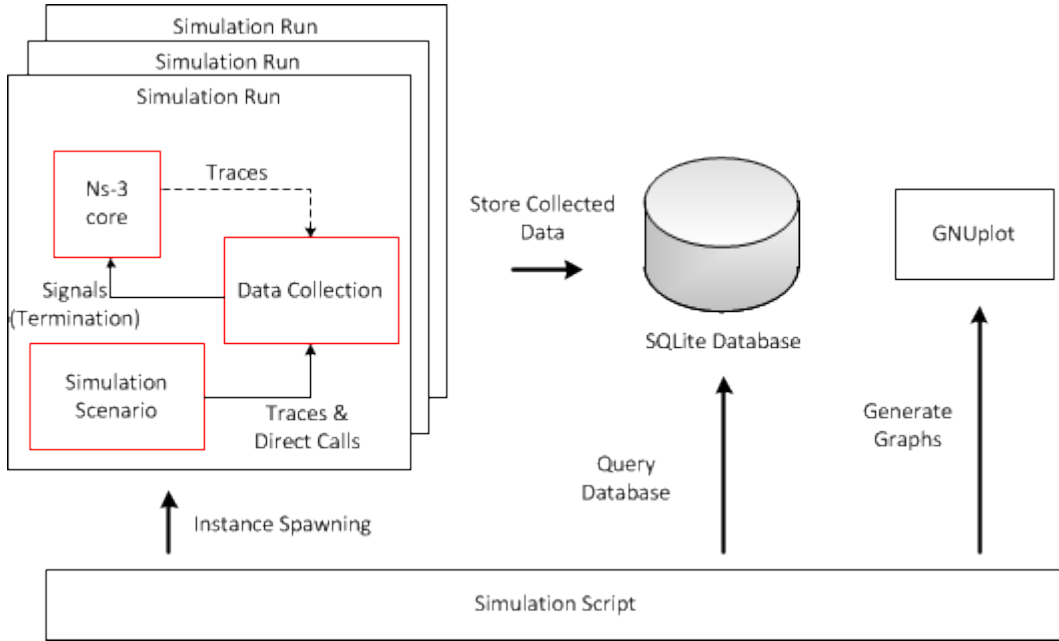 Simulation Run
Simulation Run
Simulation Run
Ns-3
core
Traces
Data Collection
Signals
(Termination)
Simulation
Scenario
Traces &
Direct Calls
Store Collected
Data
SQLite Database
GNUplot
Instance Spawning
Query
Database
Generate
Graphs
Simulation Script